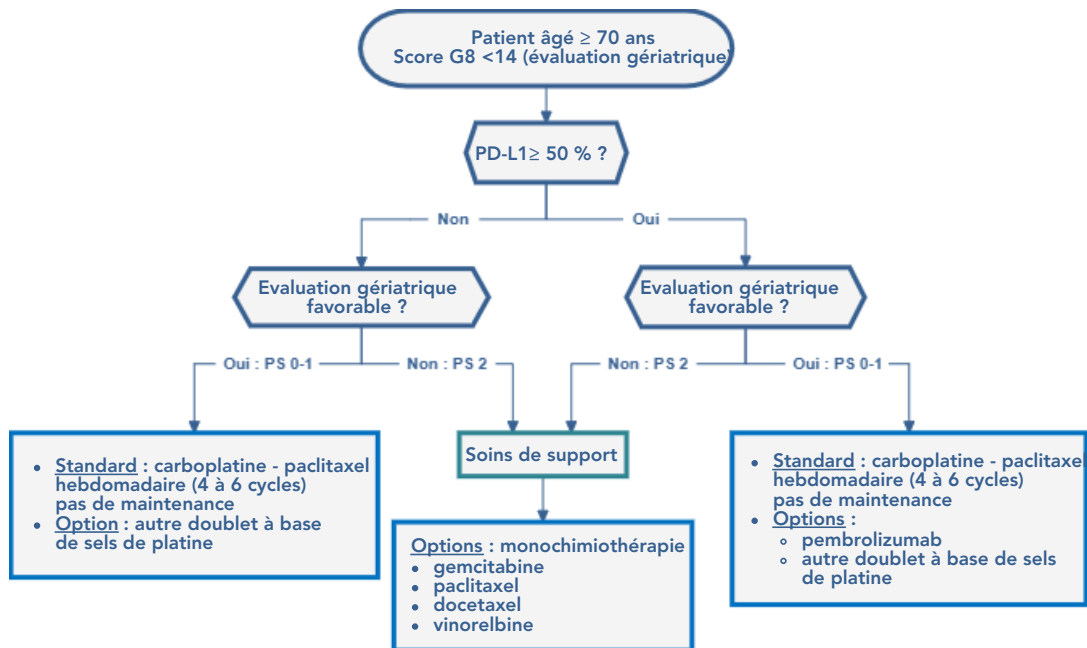 Patient âgé ≥ 70 ans
Score G8 <14 (évaluation gériatrique)
PD-L1≥ 50 % ?
Non
Oui
Evaluation gériatrique
favorable ?
Evaluation gériatrique
favorable ?
Oui : PS 0-1
Non : PS 2
Non : PS 2
Oui : PS 0-1
• Standard : carboplatine - paclitaxel
hebdomadaire (4 à 6 cycles)
pas de maintenance
• Option : autre doublet à base
de sels de platine
Soins de support
Options : monochimiothérapie
• gemcitabine
• paclitaxel
• docetaxel
• vinorelbine
• Standard : carboplatine - paclitaxel
hebdomadaire (4 à 6 cycles)
pas de maintenance
• Options :
◦ pembrolizumab
◦ autre doublet à base de sels
de platine